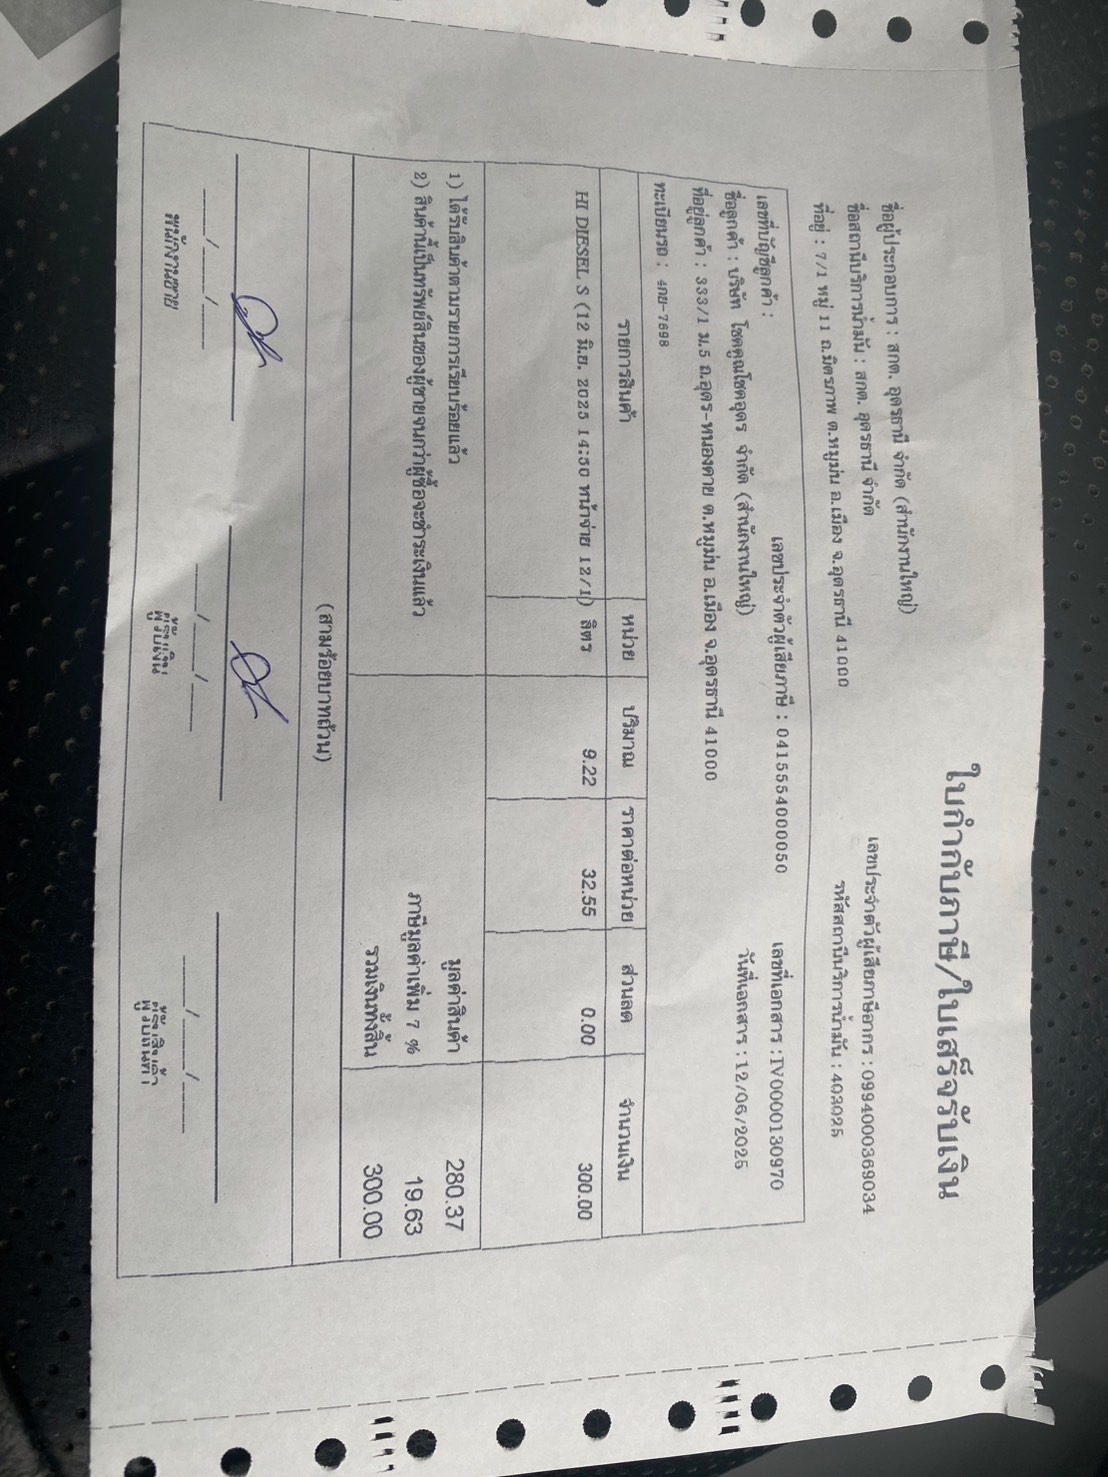 ใบกำกับภาษี/ใบเสร็จรับเงิน
ชื่อผู้ประกอบการ : สกต. อุดรธานี จำกัด (สำนักงานใหญ่) เลขประจำตัวผู้เสียภาษีอากร : 0994000369034
ชื่อสถานีบริการน้ำมัน : สกต. อุดรธานี จำกัด รหัสสถานีบริการน้ำมัน : 403025
ที่อยู่ : 7/1 หมู่ 11 ถ.มิตรภาพ ต.หมูม่น อ.เมือง จ.อุดรธานี 41000
เลขที่บัญชีลูกค้า : เลขประจำตัวผู้เสียภาษี : 0415554000050 เลขที่เอกสาร : IV0000130970
ชื่อลูกค้า : บริษัท โชคคูณโชคอุดร จำกัด (สำนักงานใหญ่) วันที่เอกสาร : 12/06/2025
ที่อยู่ลูกค้า : 333/1 ม.5 ถ.อุดร-หนองคาย ต.หมูม่น อ.เมือง จ.อุดรธานี 41000
ทะเบียนรถ : 4กย-7698
รายการสินค้า หน่วย ปริมาณ ราคาต่อหน่วย ส่วนลด จำนวนเงิน
HI DIESEL S (12 มิ.ย. 2025 14:50 หน้าจ่าย 12/1) ลิตร 9.22 32.55 0.00 300.00
1) ได้รับสินค้าตามรายการเรียบร้อยแล้ว มูลค่าสินค้า 280.37
2) สินค้านี้เป็นทรัพย์สินของผู้ขายจนกว่าผู้ซื้อจะชำระเงินแล้ว ภาษีมูลค่าเพิ่ม 7 % 19.63
รวมเงินทั้งสิ้น 300.00
(สามร้อยบาทถ้วน)
___/___/___ ___/___/___ ___/___/___
พนักงานขาย ผู้รับเงิน ผู้รับสินค้า